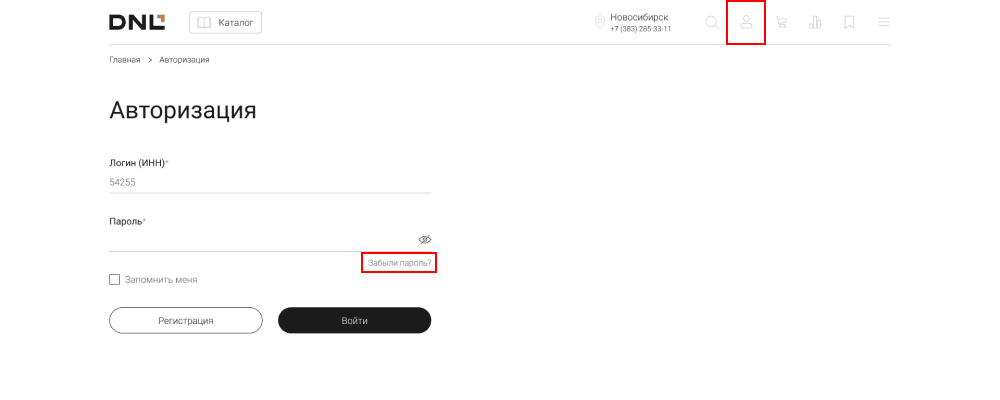 DNL
Каталог
Новосибирск
+7 (383) 285-33-11
Главная > Авторизация
Авторизация
Логин (ИНН)*
54255
Пароль*
Забыли пароль?
Запомнить меня
Регистрация
Войти